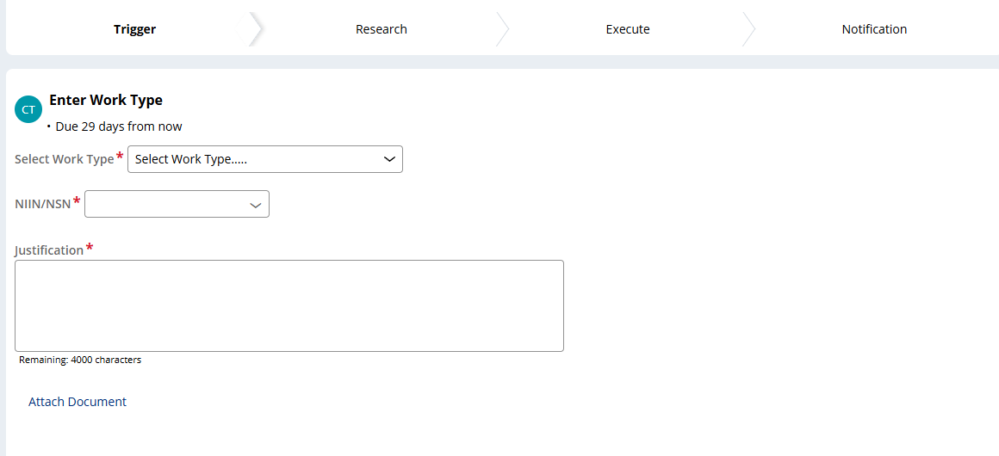 Trigger Research Execute Notification
CT
Enter Work Type
• Due 29 days from now
Select Work Type* Select Work Type.....
NIIN/NSN*
Justification*
Remaining: 4000 characters
Attach Document